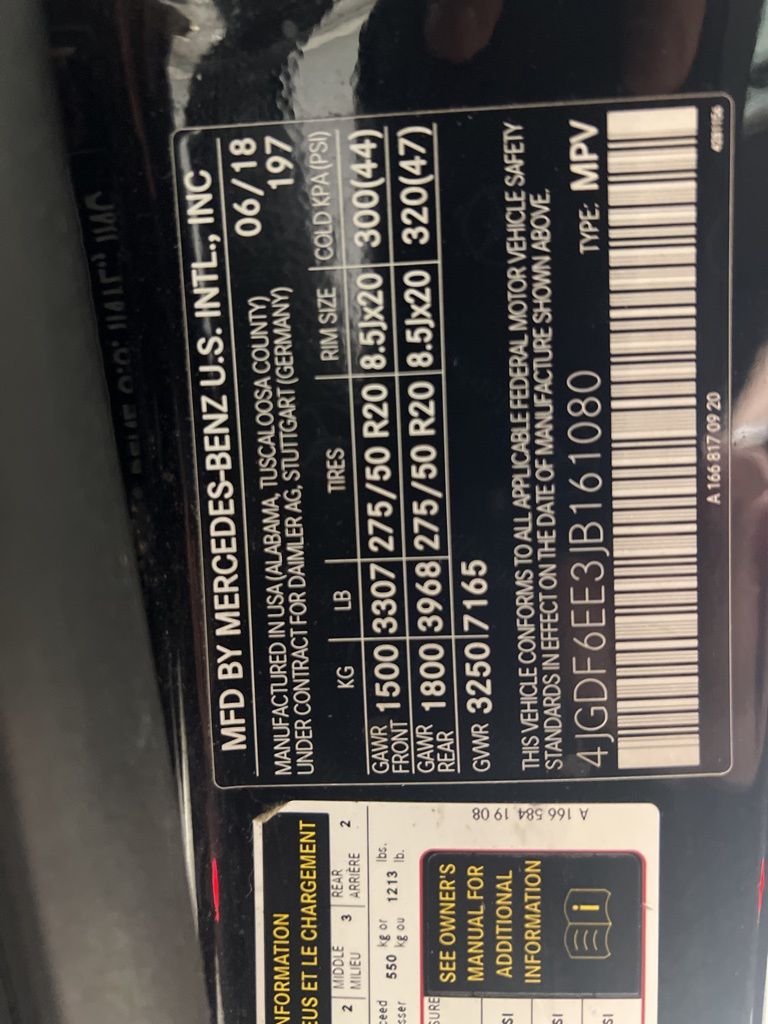 MFD BY MERCEDES-BENZ U.S. INTL., INC
MANUFACTURED IN USA (ALABAMA, TUSCALOOSA COUNTY) 06/18
UNDER CONTRACT FOR DAIMLER AG, STUTTGART (GERMANY) 197
KG LB TIRES RIM SIZE COLD KPA (PSI)
GAWR FRONT 1500 3307 275/50 R20 8.5Jx20 300(44)
GAWR REAR 1800 3968 275/50 R20 8.5Jx20 320(47)
GVWR 3250 7165
THIS VEHICLE CONFORMS TO ALL APPLICABLE FEDERAL MOTOR VEHICLE SAFETY
STANDARDS IN EFFECT ON THE DATE OF MANUFACTURE SHOWN ABOVE.
4JGDF6EE3JB161080 TYPE: MPV
A 166 817 09 20
NFORMATION
EUS ET LE CHARGEMENT
2 MIDDLE MILIEU 3 REAR ARRIÈRE 2
ceed 550 kg or 1213 lbs.
sser kg ou lb.
SURE
SEE OWNER'S
MANUAL FOR
ADDITIONAL
INFORMATION
i
SI
SI
A 166 584 19 08